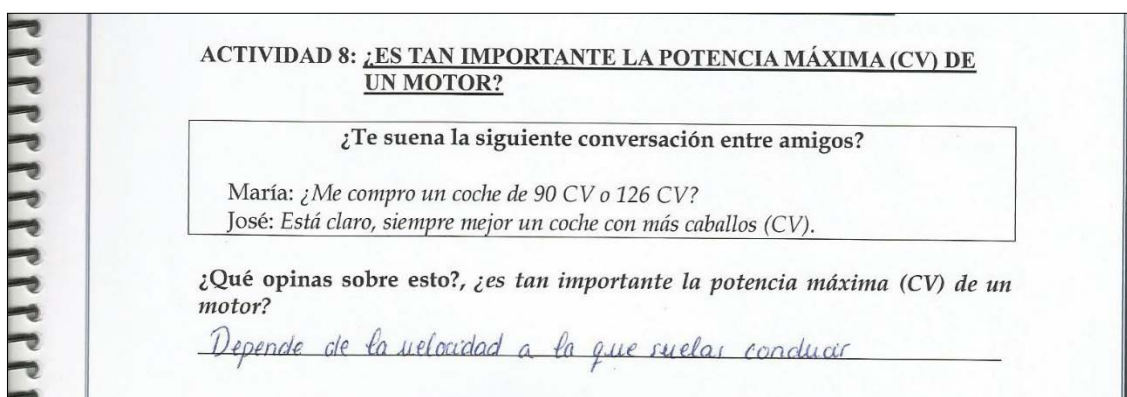 ACTIVIDAD 8: ¿ES TAN IMPORTANTE LA POTENCIA MÁXIMA (CV) DE
UN MOTOR?
¿Te suena la siguiente conversación entre amigos?
María: ¿Me compro un coche de 90 CV o 126 CV?
José: Está claro, siempre mejor un coche con más caballos (CV).
¿Qué opinas sobre esto?, ¿es tan importante la potencia máxima (CV) de un
motor?
Depende de la velocidad a la que suelas conducir